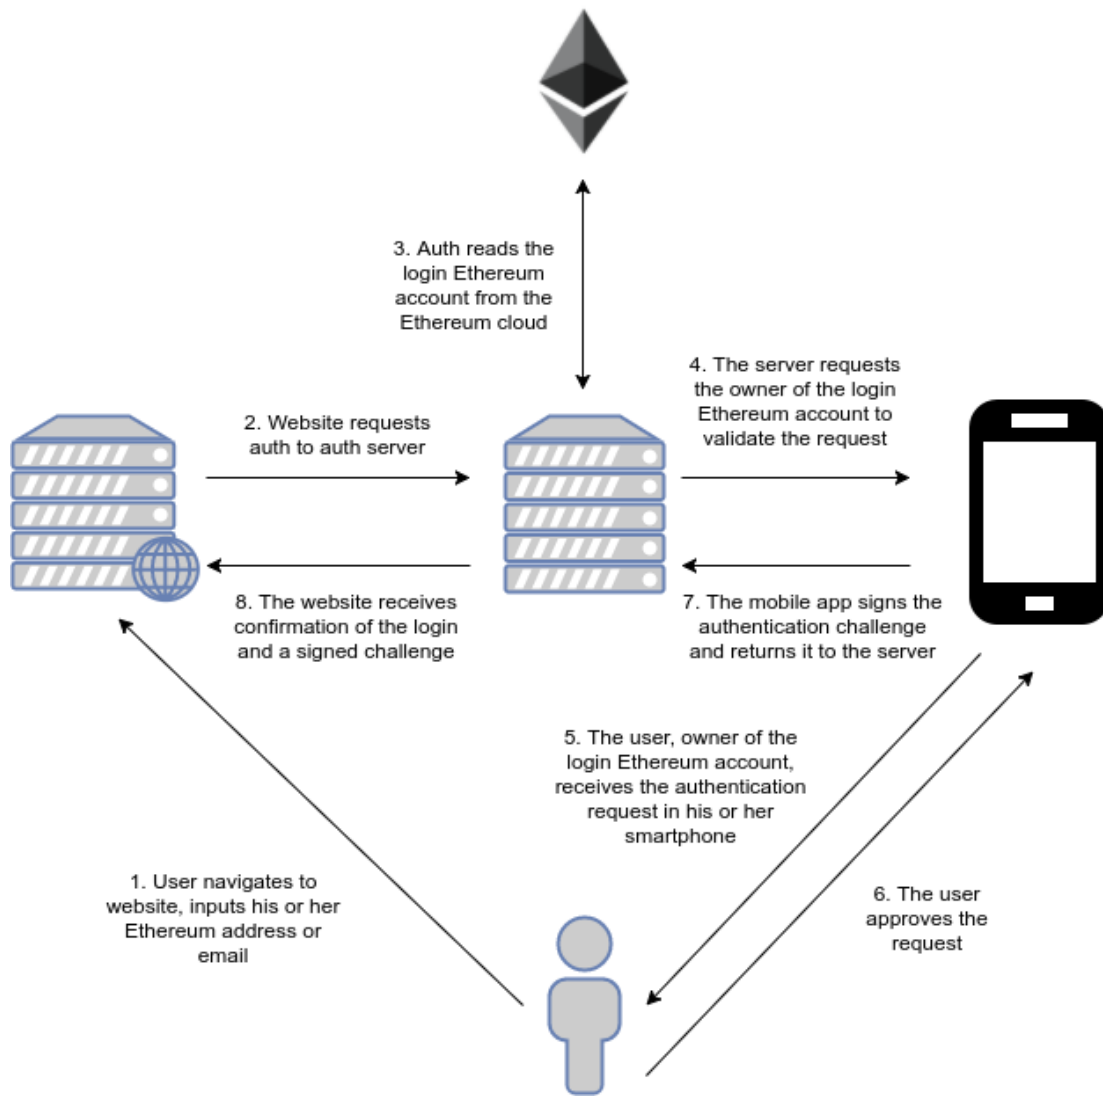 3. Auth reads the
login Ethereum
account from the
Ethereum cloud
4. The server requests
the owner of the login
Ethereum account to
validate the request
2. Website requests
auth to auth server
8. The website receives
confirmation of the login
and a signed challenge
7. The mobile app signs the
authentication challenge
and returns it to the server
5. The user, owner of the
login Ethereum account,
receives the authentication
request in his or her
smartphone
1. User navigates to
website, inputs his or her
Ethereum address or
email
6. The user
approves the
request